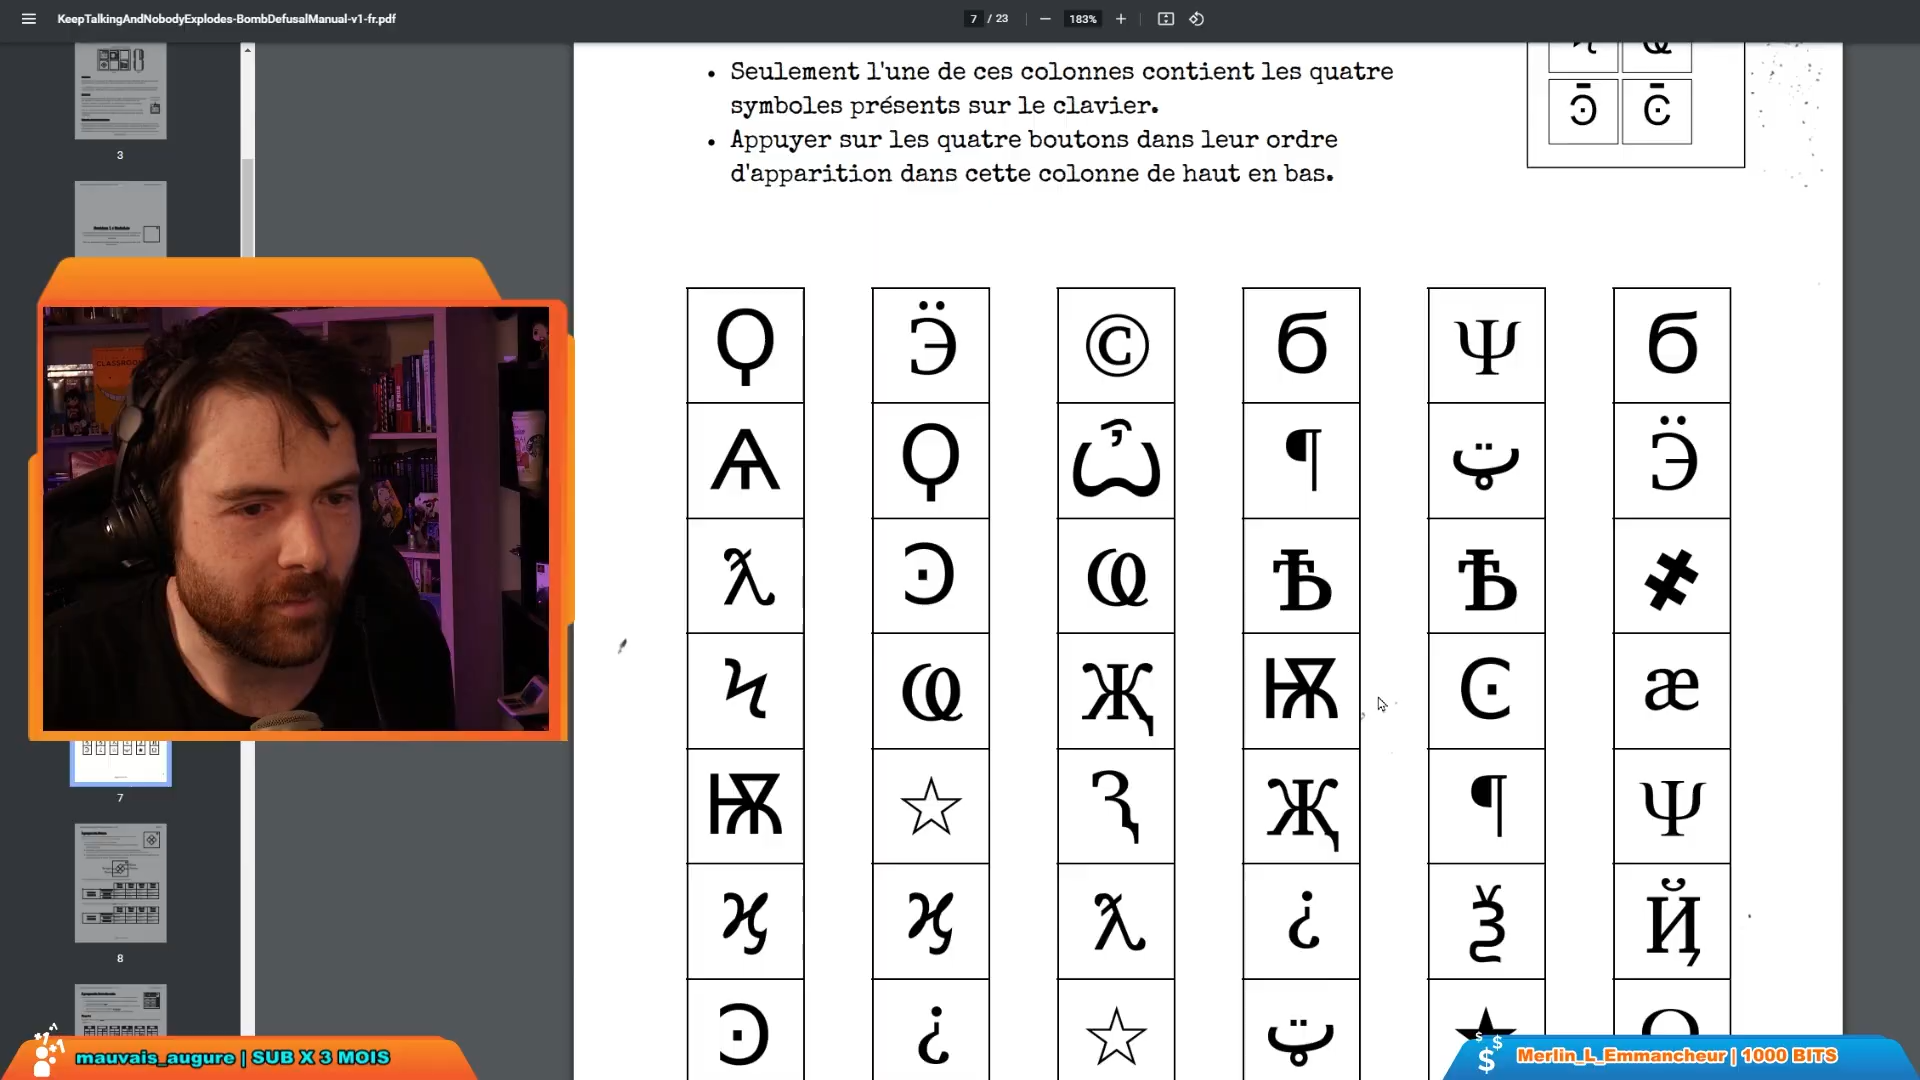 KeepTalkingAndNobodyExplodes-BombDefusalManual-v1-fr.pdf
7 / 23
183%
3
7
8
• Seulement l'une de ces colonnes contient les quatre
symboles présents sur le clavier.
• Appuyer sur les quatre boutons dans leur ordre
d'apparition dans cette colonne de haut en bas.
Ϙ Ӭ © Ϭ Ψ Ϭ
Ѧ Ϙ Ѽ ¶ ټ Ӭ
ƛ Ͽ Ҩ Ѣ Ѣ ҂
Ϟ Ҩ Җ Ѭ Ͼ æ
Ѭ ☆ Ԇ Җ ¶ Ψ
ϗ ϗ ƛ ¿ Ѯ Ҋ
Ͽ ¿ ☆ ټ ★
mauvais_augure | SUB X 3 MOIS
Merlin_L_Emmancheur | 1000 BITS